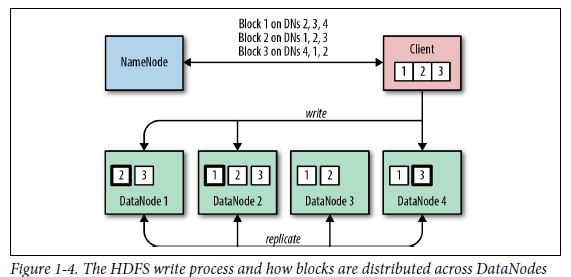 Block 1 on DNs 2, 3, 4
Block 2 on DNs 1, 2, 3
Block 3 on DNs 4, 1, 2
NameNode
Client
1 2 3
write
2 3
DataNode 1
1 2 3
DataNode 2
1 2
DataNode 3
1 3
DataNode 4
replicate
Figure 1-4. The HDFS write process and how blocks are distributed across DataNodes